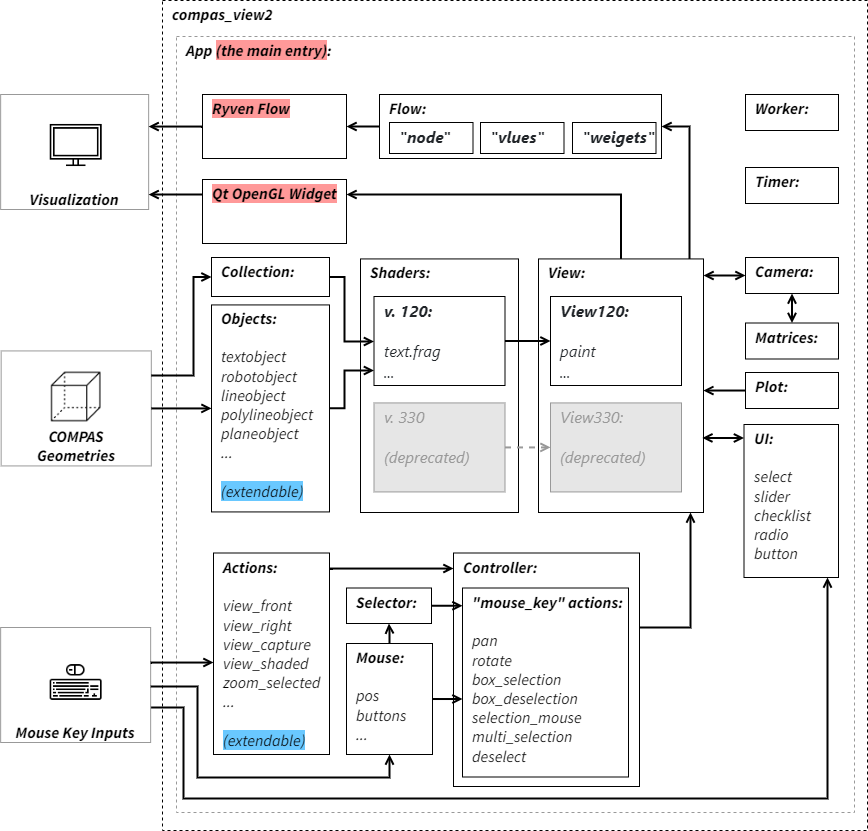 compas_view2
App (the main entry):
Ryven Flow
Flow:
"node"
"vlues"
"weigets"
Worker:
Visualization
Qt OpenGL Widget
Timer:
Collection:
Shaders:
View:
Camera:
Objects:
textobject
robotobject
lineobject
polylineobject
planeobject
...
(extendable)
v. 120:
text.frag
...
View120:
paint
...
Matrices:
COMPAS
Geometries
v. 330
(deprecated)
View330:
(deprecated)
Plot:
UI:
select
slider
checklist
radio
button
Actions:
view_front
view_right
view_capture
view_shaded
zoom_selected
...
(extendable)
Selector:
Mouse:
pos
buttons
...
Controller:
"mouse_key" actions:
pan
rotate
box_selection
box_deselection
selection_mouse
multi_selection
deselect
Mouse Key Inputs